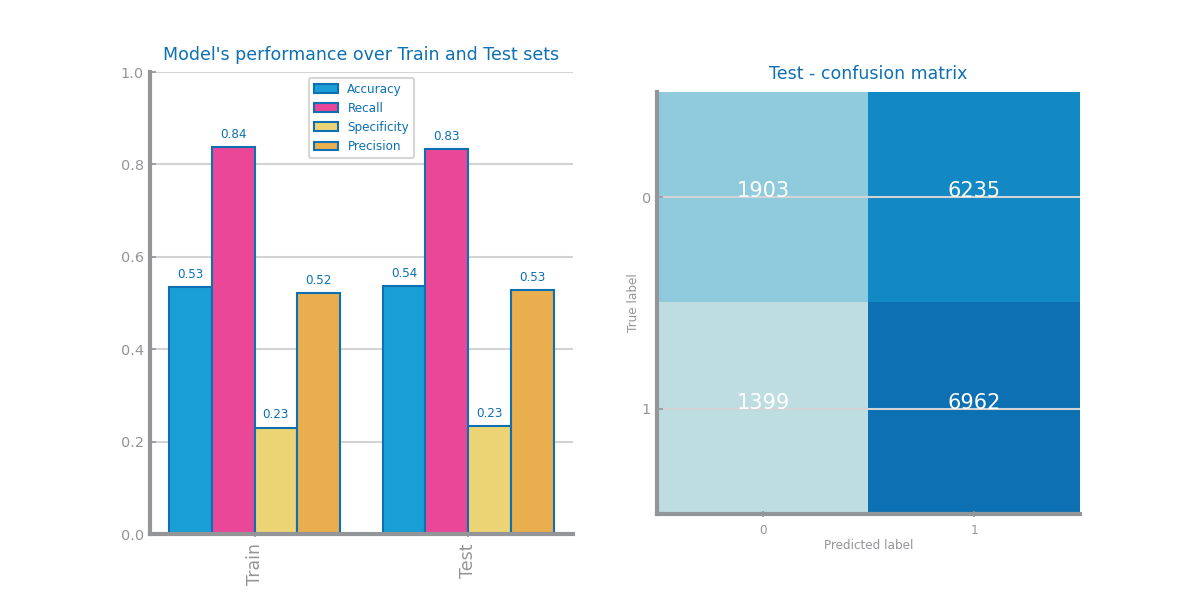 Model's performance over Train and Test sets
1.0
0.8
0.6
0.4
0.2
0.0
Accuracy
Recall
Specificity
Precision
0.53
0.84
0.23
0.52
0.54
0.83
0.23
0.53
Train
Test
Test - confusion matrix
True label
0
1
1903
6235
1399
6962
0
1
Predicted label